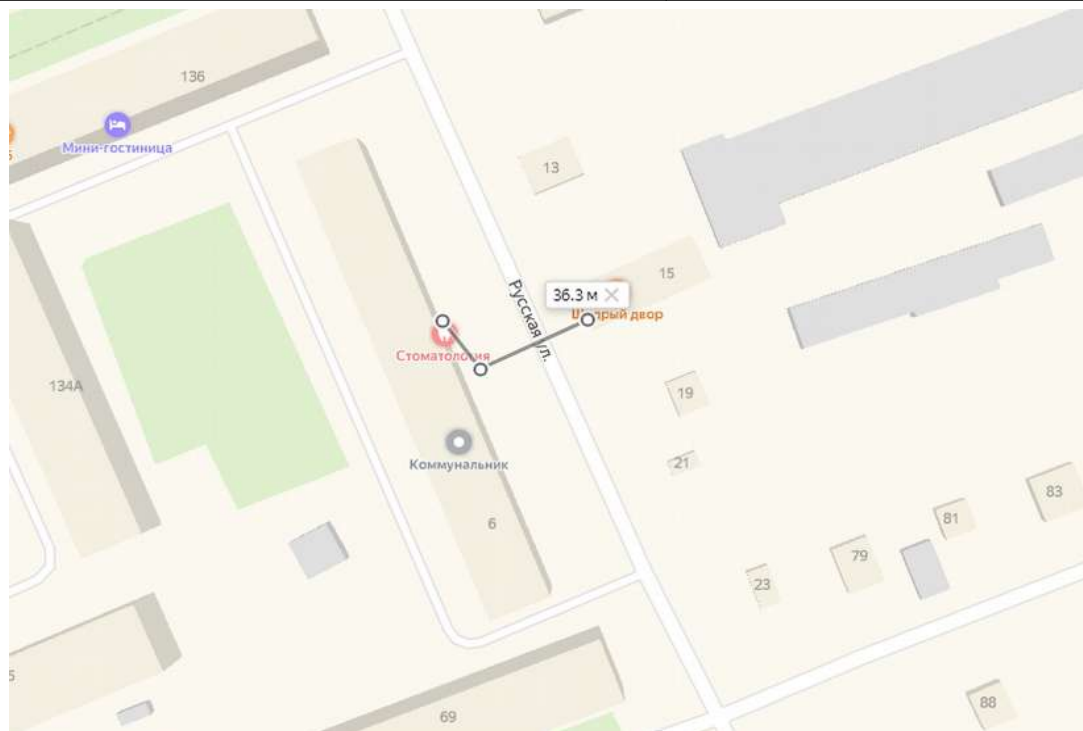 136
Мини-гостиница
13
15
36.3 м
двор
Русская ул.
Стоматология
134А
19
Коммунальник
21
83
6
81
79
23
88
69